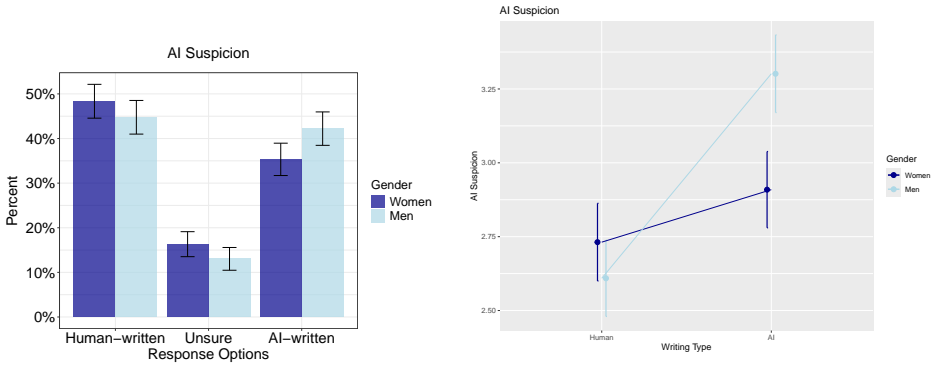 AI Suspicion
Percent
50%
40%
30%
20%
10%
0%
Human−written Unsure AI−written
Response Options
Gender
Women
Men
AI Suspicion
AI Suspicion
3.25
3.00
2.75
2.50
Human AI
Writing Type
Gender
Women
Men